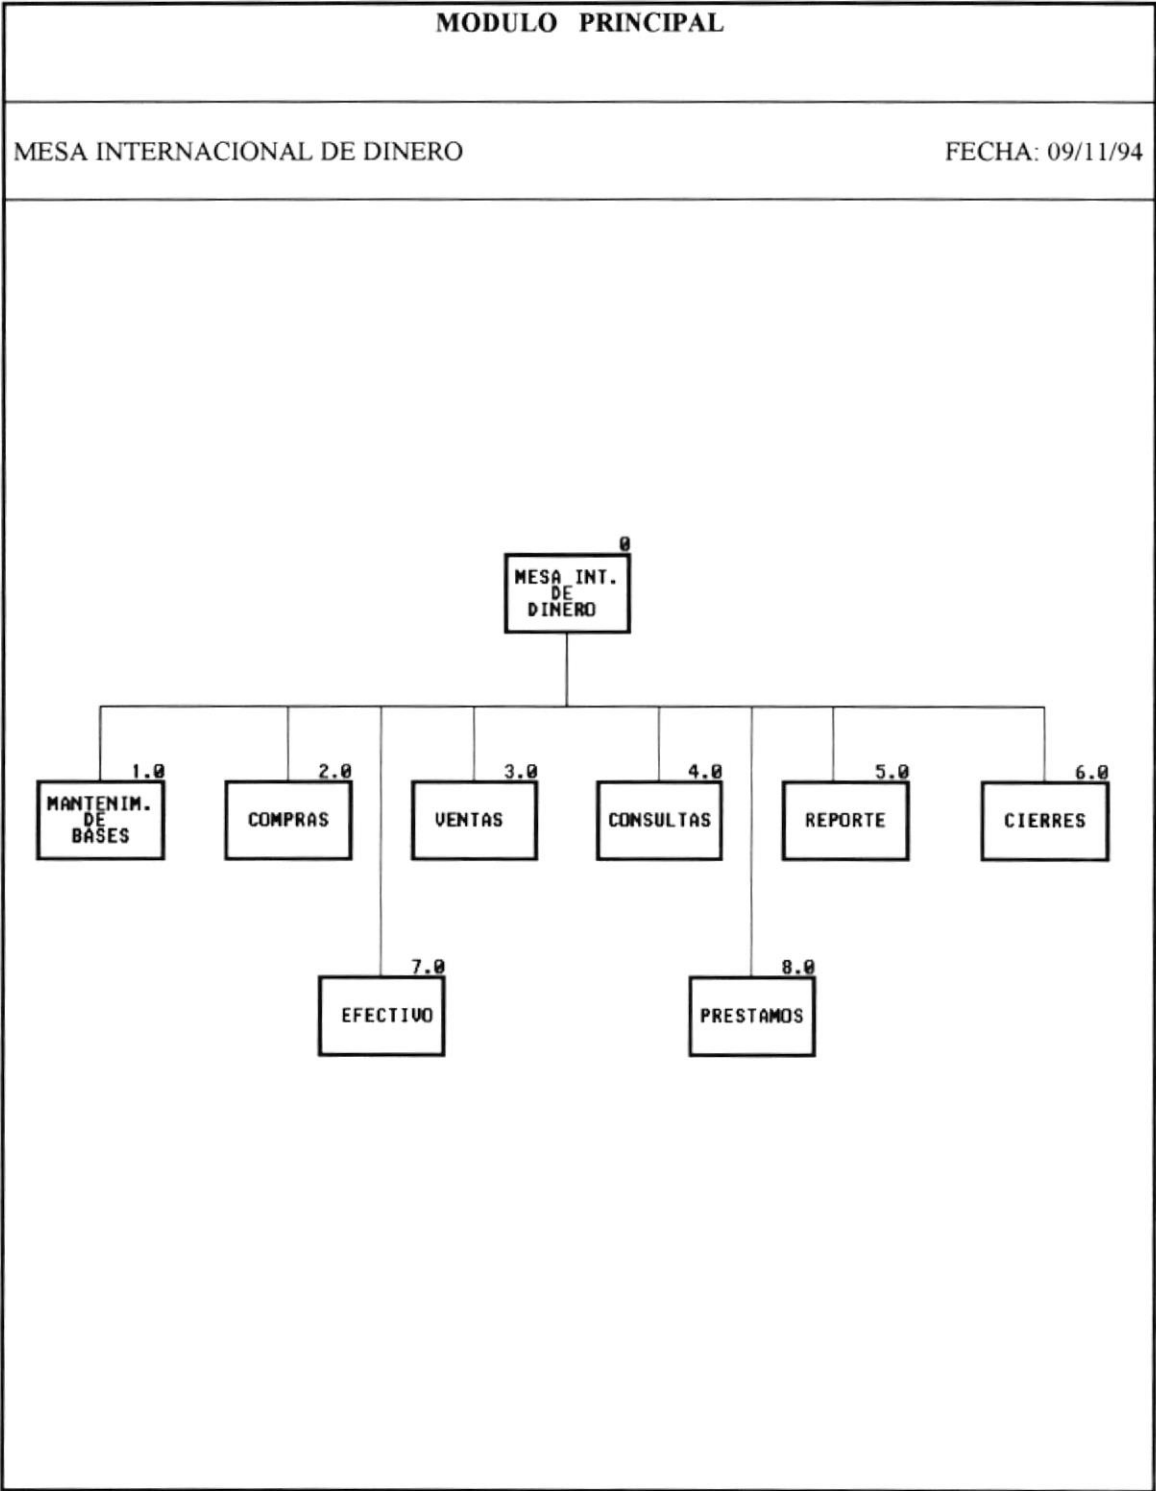 MODULO PRINCIPAL
MESA INTERNACIONAL DE DINERO FECHA: 09/11/94
0
MESA INT.
DE
DINERO
1.0
MANTENIM.
DE
BASES
2.0
COMPRAS
3.0
VENTAS
4.0
CONSULTAS
5.0
REPORTE
6.0
CIERRES
7.0
EFECTIVO
8.0
PRESTAMOS